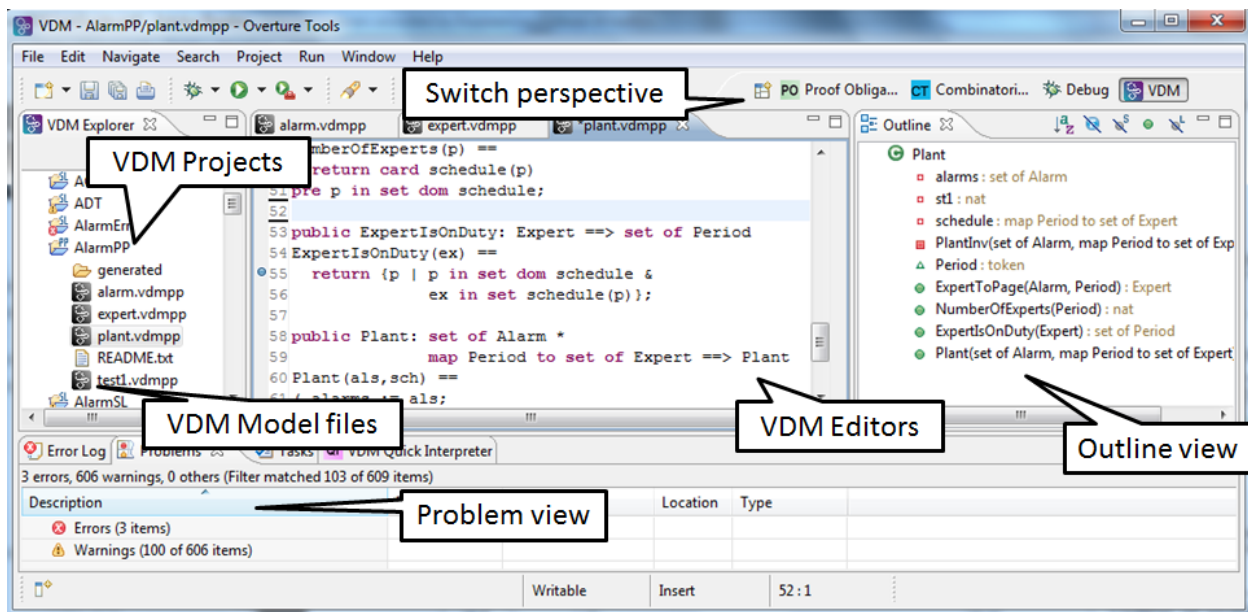 VDM - AlarmPP/plant.vdmpp - Overture Tools
File Edit Navigate Search Project Run Window Help
Switch perspective
PO Proof Obliga... CT Combinatori... Debug VDM
VDM Explorer
alarm.vdmpp expert.vdmpp *plant.vdmpp
Outline
VDM Projects
ADT
AlarmErr
AlarmPP
generated
alarm.vdmpp
expert.vdmpp
plant.vdmpp
README.txt
test1.vdmpp
AlarmSL
VDM Model files
mberOfExperts(p) ==
return card schedule(p)
51 pre p in set dom schedule;
52
53 public ExpertIsOnDuty: Expert ==> set of Period
54 ExpertIsOnDuty(ex) ==
55 return {p | p in set dom schedule &
56 ex in set schedule(p)};
57
58 public Plant: set of Alarm *
59 map Period to set of Expert ==> Plant
60 Plant(als,sch) ==
61 ( alarms := als;
VDM Editors
Plant
alarms : set of Alarm
st1 : nat
schedule : map Period to set of Expert
PlantInv(set of Alarm, map Period to set of Exp
Period : token
ExpertToPage(Alarm, Period) : Expert
NumberOfExperts(Period) : nat
ExpertIsOnDuty(Expert) : set of Period
Plant(set of Alarm, map Period to set of Expert
Outline view
Error Log Problems Tasks VDM Quick Interpreter
3 errors, 606 warnings, 0 others (Filter matched 103 of 609 items)
Description Location Type
Problem view
Errors (3 items)
Warnings (100 of 606 items)
Writable Insert 52 : 1